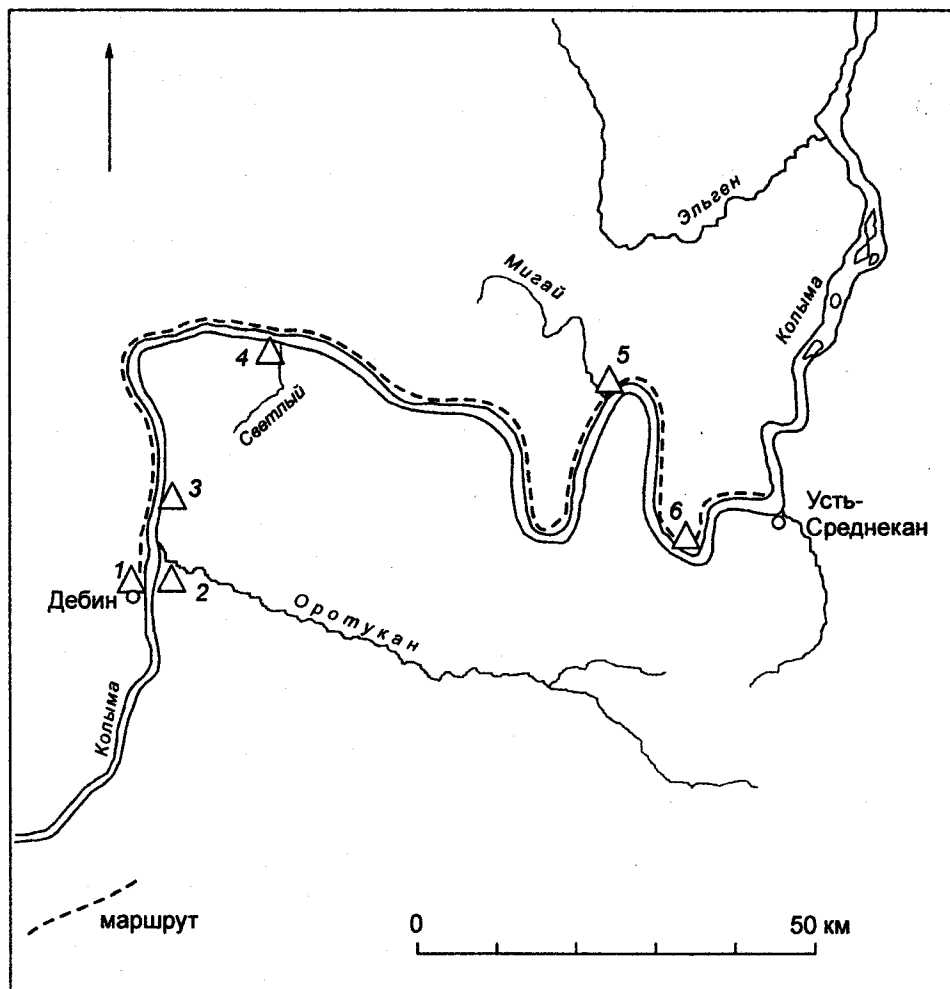 Эльген
Мигай
Колыма
5
4
Светлый
3
6
Усть-
Среднекан
1
Дебин
2
Оротукан
Колыма
маршрут
0
50 км